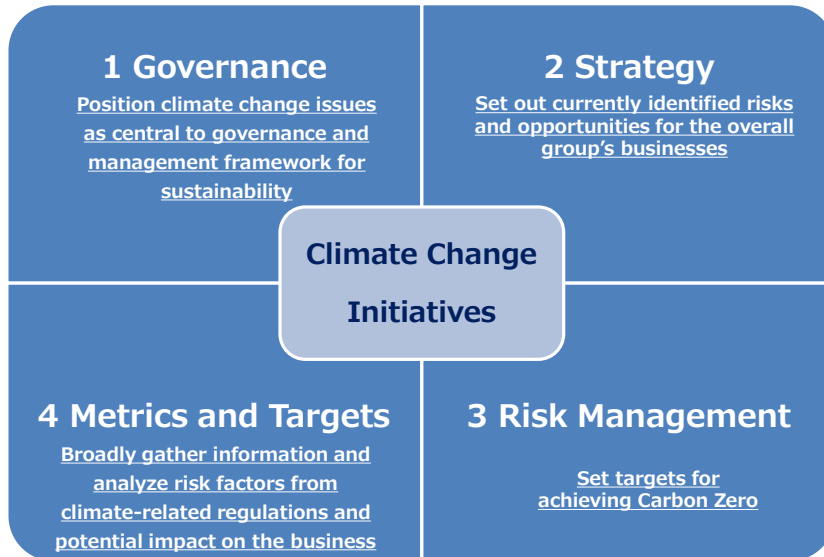 1 Governance
Position climate change issues
as central to governance and
management framework for
sustainability
2 Strategy
Set out currently identified risks
and opportunities for the overall
group’s businesses
Climate Change
Initiatives
4 Metrics and Targets
Broadly gather information and
analyze risk factors from
climate-related regulations and
potential impact on the business
3 Risk Management
Set targets for
achieving Carbon Zero